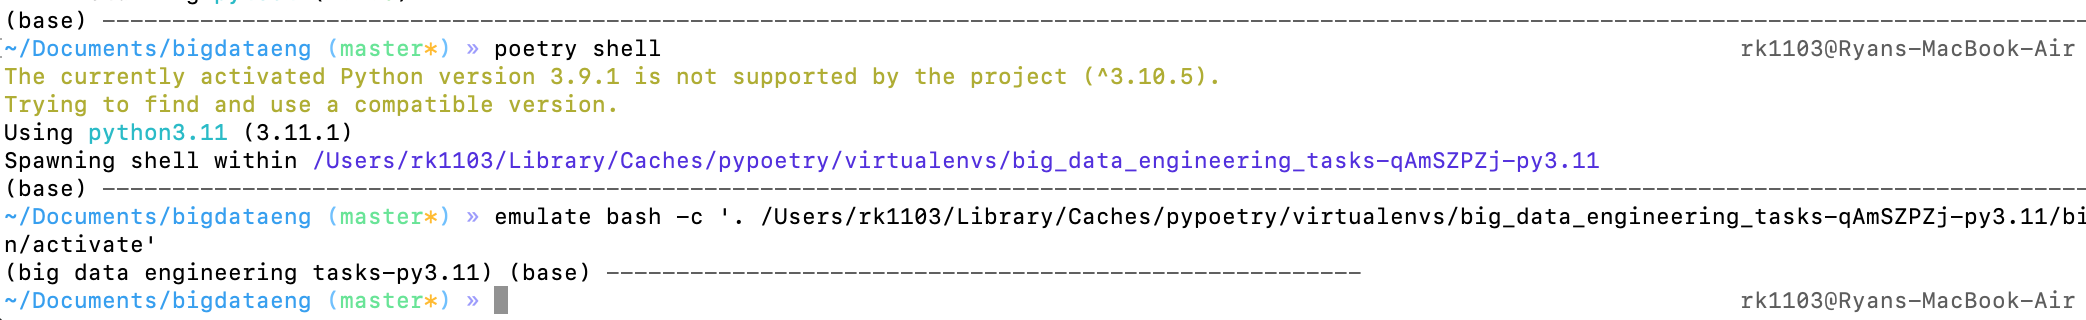 (base) ------------------------------------------------------------------------------------------------------------------------------------------------
~/Documents/bigdataeng (master*) » poetry shell rk1103@Ryans-MacBook-Air
The currently activated Python version 3.9.1 is not supported by the project (^3.10.5).
Trying to find and use a compatible version.
Using python3.11 (3.11.1)
Spawning shell within /Users/rk1103/Library/Caches/pypoetry/virtualenvs/big_data_engineering_tasks-qAmSZPZj-py3.11
(base) ------------------------------------------------------------------------------------------------------------------------------------------------
~/Documents/bigdataeng (master*) » emulate bash -c '. /Users/rk1103/Library/Caches/pypoetry/virtualenvs/big_data_engineering_tasks-qAmSZPZj-py3.11/bi
n/activate'
(big data engineering tasks-py3.11) (base) ------------------------------------------------------
~/Documents/bigdataeng (master*) » rk1103@Ryans-MacBook-Air